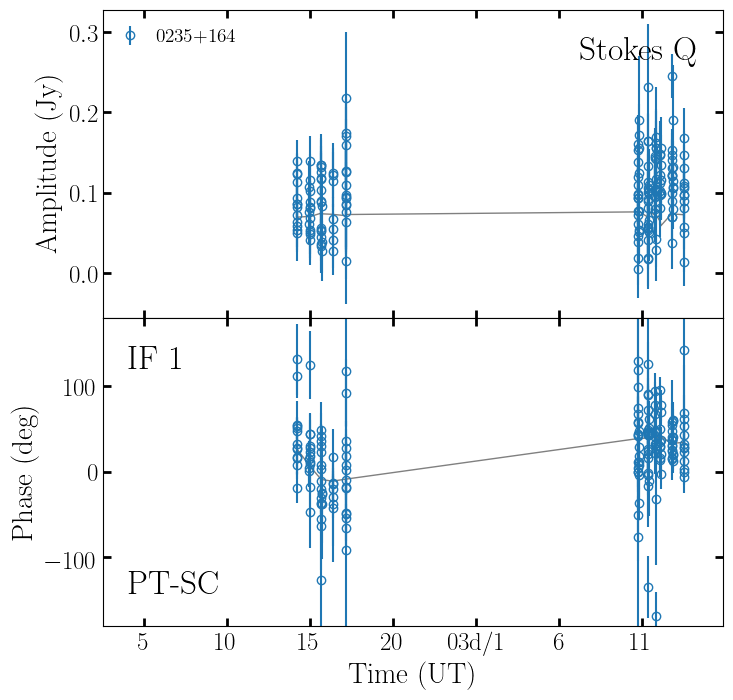 0235+164
Stokes Q
0.3
0.2
0.1
0.0
Amplitude (Jy)
IF 1
100
0
−100
Phase (deg)
PT-SC
5 10 15 20 03d/1 6 11
Time (UT)